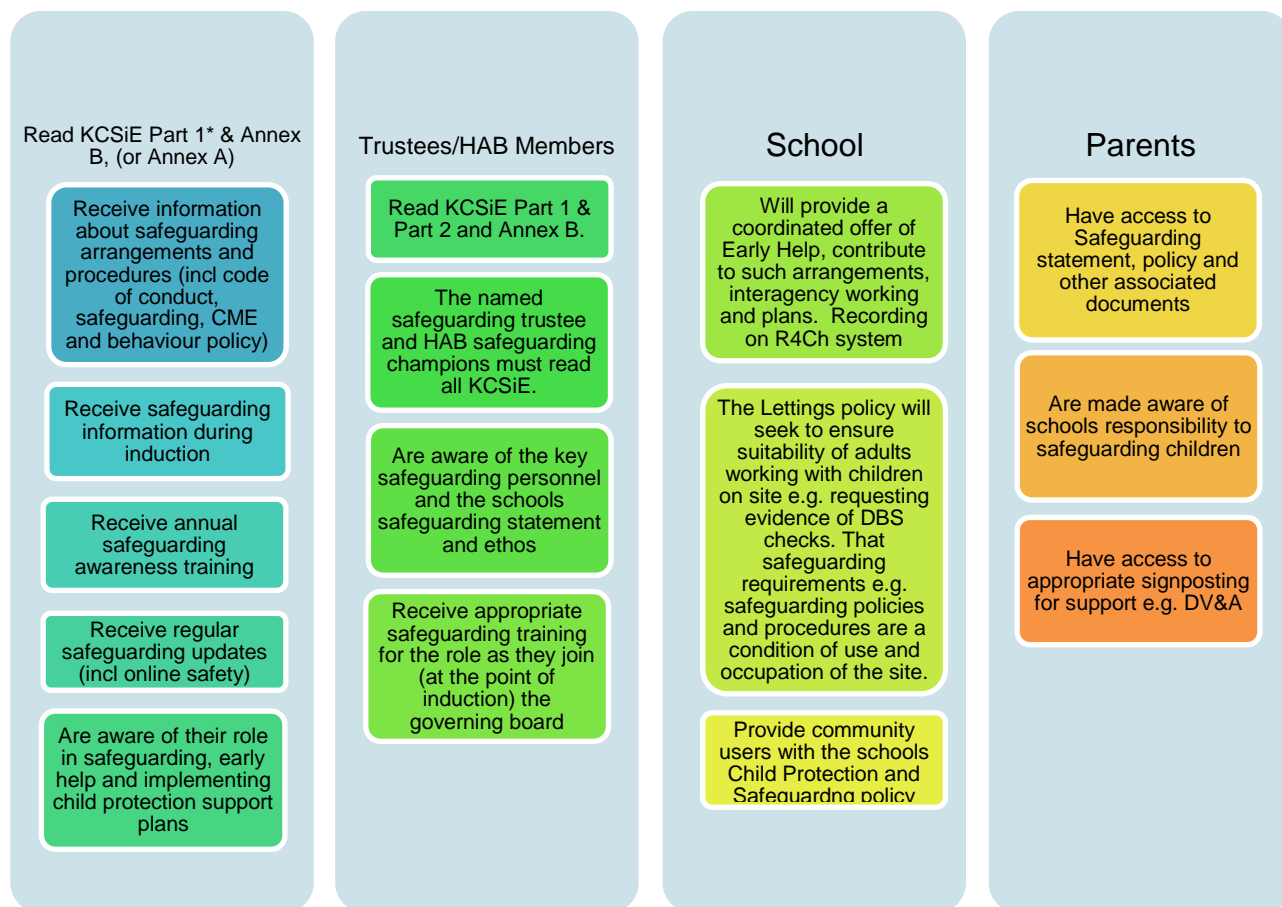 Read KCSiE Part 1* & Annex
B, (or Annex A)
Receive information
about safeguarding
arrangements and
procedures (incl code
of conduct,
safeguarding, CME
and behaviour policy)
Receive safeguarding
information during
induction
Receive annual
safeguarding
awareness training
Receive regular
safeguarding updates
(incl online safety)
Are aware of their role
in safeguarding, early
help and implementing
child protection support
plans
Trustees/HAB Members
Read KCSiE Part 1 &
Part 2 and Annex B.
The named
safeguarding trustee
and HAB safeguarding
champions must read
all KCSiE.
Are aware of the key
safeguarding personnel
and the schools
safeguarding statement
and ethos
Receive appropriate
safeguarding training
for the role as they join
(at the point of
induction) the
governing board
School
Will provide a
coordinated offer of
Early Help, contribute
to such arrangements,
interagency working
and plans.  Recording
on R4Ch system
The Lettings policy will
seek to ensure
suitability of adults
working with children
on site e.g. requesting
evidence of DBS
checks. That
safeguarding
requirements e.g.
safeguarding policies
and procedures are a
condition of use and
occupation of the site.
Provide community
users with the schools
Child Protection and
Safeguardng policy
Parents
Have access to
Safeguarding
statement, policy and
other associated
documents
Are made aware of
schools responsibility to
safeguarding children
Have access to
appropriate signposting
for support e.g. DV&A